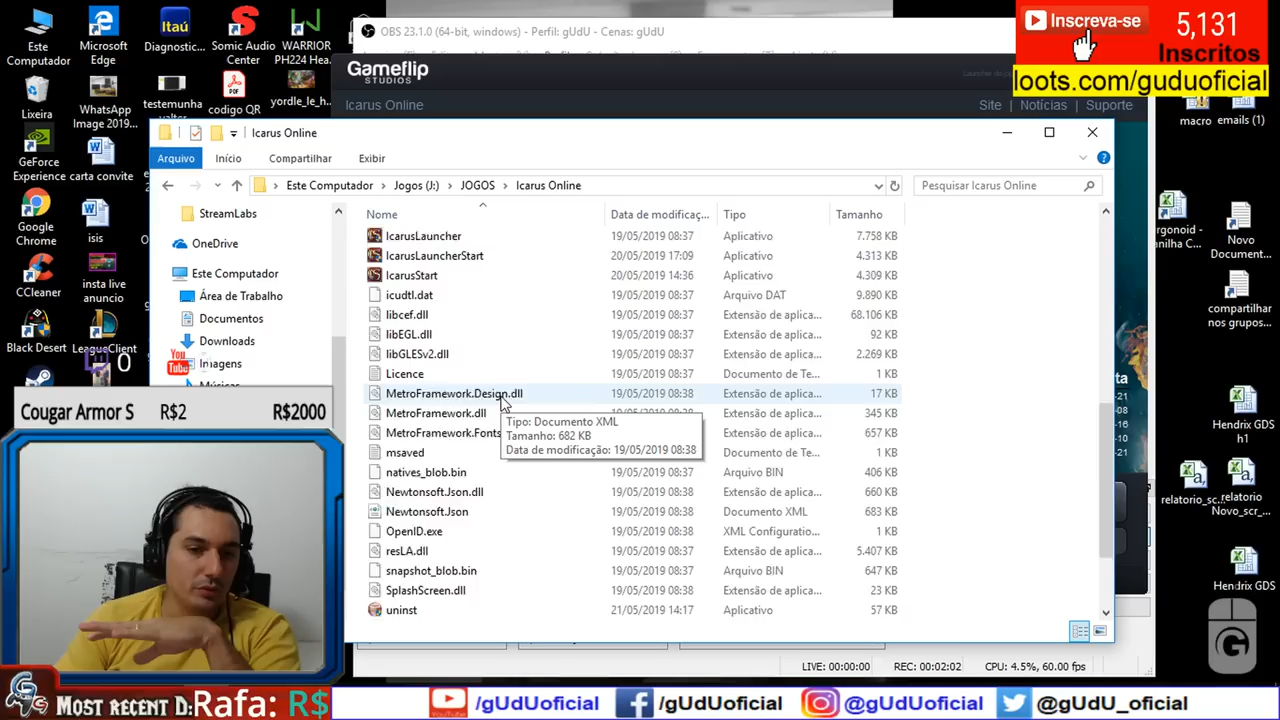 Este
Computador
Microsoft
Edge
Itaú
Diagnostic...
Somic Audio
Center
WARRIOR
PH224 Hea...
Lixeira
WhatsApp
Image 2019...
testemunha
codigo QR
yordle_le_h...
GeForce
Experience
carta convite
Google
Chrome
isis
CCleaner
insta live
anuncio
Black Desert
LeagueClient
0
OBS 23.1.0 (64-bit, windows) - Perfil: gUdU - Cenas: gUdU
Gameflip
STUDIOS
Icarus Online
Site
Notícias
Suporte
Inscreva-se
5,131
Inscritos
loots.com/guduoficial
macro
emails (1)
Icarus Online
Arquivo
Início
Compartilhar
Exibir
Este Computador > Jogos (J:) > JOGOS > Icarus Online
Pesquisar Icarus Online
StreamLabs
OneDrive
Este Computador
Área de Trabalho
Documentos
Downloads
Imagens
Músicas
You
Tube
Nome Data de modificaç... Tipo Tamanho
IcarusLauncher 19/05/2019 08:37 Aplicativo 7.758 KB
IcarusLauncherStart 20/05/2019 17:09 Aplicativo 4.313 KB
IcarusStart 20/05/2019 14:36 Aplicativo 4.309 KB
icudtl.dat 19/05/2019 08:37 Arquivo DAT 9.890 KB
libcef.dll 19/05/2019 08:37 Extensão de aplica... 68.106 KB
libEGL.dll 19/05/2019 08:37 Extensão de aplica... 92 KB
libGLESv2.dll 19/05/2019 08:37 Extensão de aplica... 2.269 KB
Licence 19/05/2019 08:37 Documento de Te... 1 KB
MetroFramework.Design.dll 19/05/2019 08:38 Extensão de aplica... 17 KB
MetroFramework.dll 19/05/2019 08:38 Extensão de aplica... 345 KB
MetroFramework.Fonts Extensão de aplica... 657 KB
msaved Documento de Te... 1 KB
natives_blob.bin 19/05/2019 08:37 Arquivo BIN 406 KB
Newtonsoft.Json.dll 19/05/2019 08:38 Extensão de aplica... 660 KB
Newtonsoft.Json 19/05/2019 08:38 Documento XML 683 KB
OpenID.exe 19/05/2019 08:38 XML Configuratio... 1 KB
resLA.dll 19/05/2019 08:38 Extensão de aplica... 5.407 KB
snapshot_blob.bin 19/05/2019 08:38 Arquivo BIN 647 KB
SplashScreen.dll 19/05/2019 08:38 Extensão de aplica... 23 KB
uninst 21/05/2019 14:17 Aplicativo 57 KB
Tipo: Documento XML
Tamanho: 682 KB
Data de modificação: 19/05/2019 08:38
Cougar Armor S R$2 R$2000
ergonoid -
Novo
Document...
compartilhar
nos grupos...
Hendrix GDS
h1
relatorio_sc...
relatorio
Novo_scr_...
Hendrix GDS
LIVE: 00:00:00
REC: 00:02:02
CPU: 4.5%, 60.00 fps
Most recent D: Rafa: R$
YouTube
/gUdUoficial
/gUdUoficial
@gUdUoficial
@gUdU_oficial